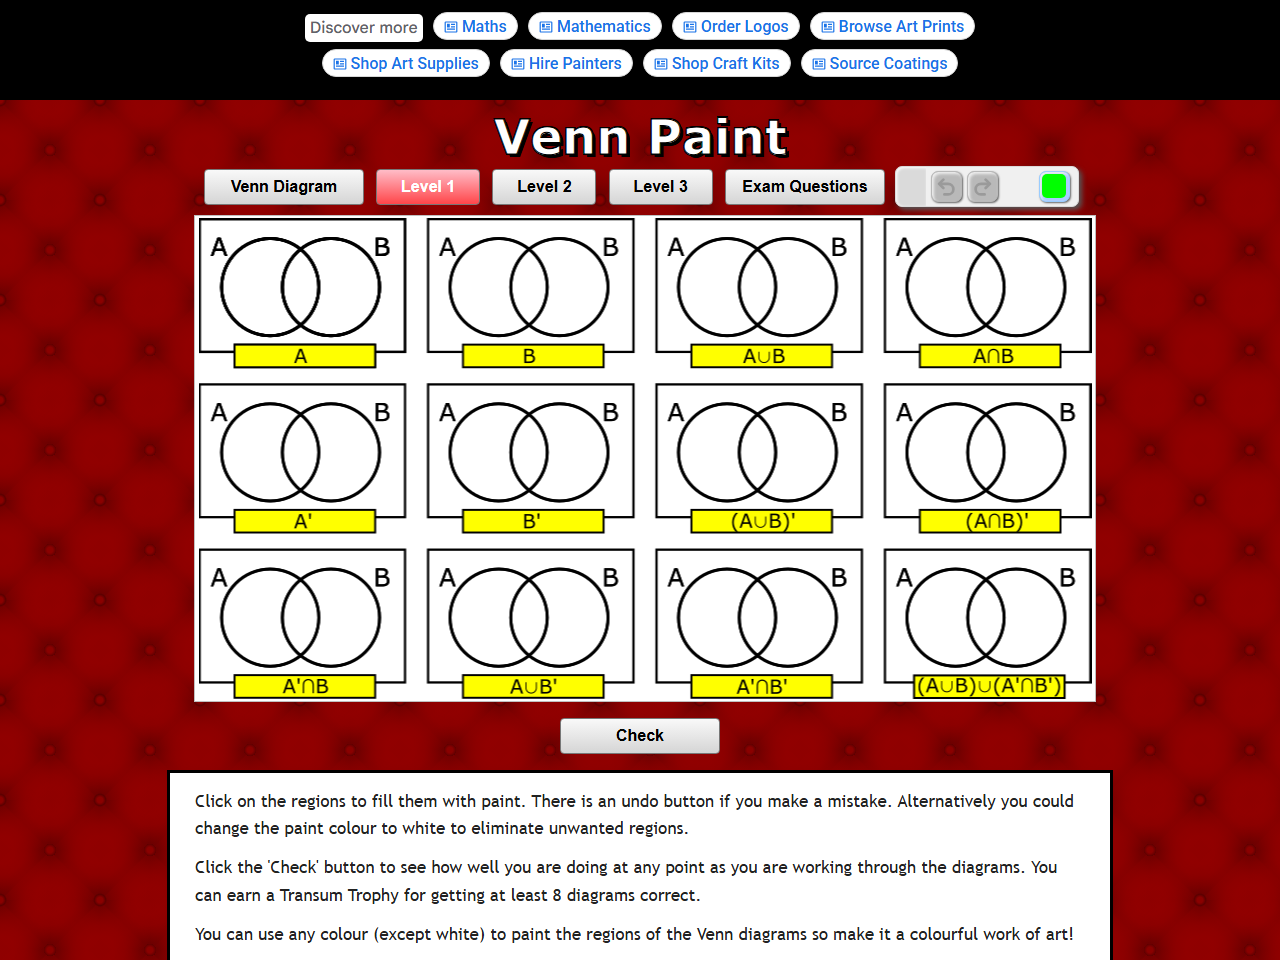 Discover more Maths Mathematics Order Logos Browse Art Prints
Shop Art Supplies Hire Painters Shop Craft Kits Source Coatings
Venn Paint
Venn Diagram Level 1 Level 2 Level 3 Exam Questions
A B A B A B A B
A B A∪B A∩B
A B A B A B A B
A' B' (A∪B)' (A∩B)'
A B A B A B A B
A'∩B A∪B' A'∩B' (A∪B)∪(A'∩B')
Check
Click on the regions to fill them with paint. There is an undo button if you make a mistake. Alternatively you could
change the paint colour to white to eliminate unwanted regions.
Click the 'Check' button to see how well you are doing at any point as you are working through the diagrams. You
can earn a Transum Trophy for getting at least 8 diagrams correct.
You can use any colour (except white) to paint the regions of the Venn diagrams so make it a colourful work of art!